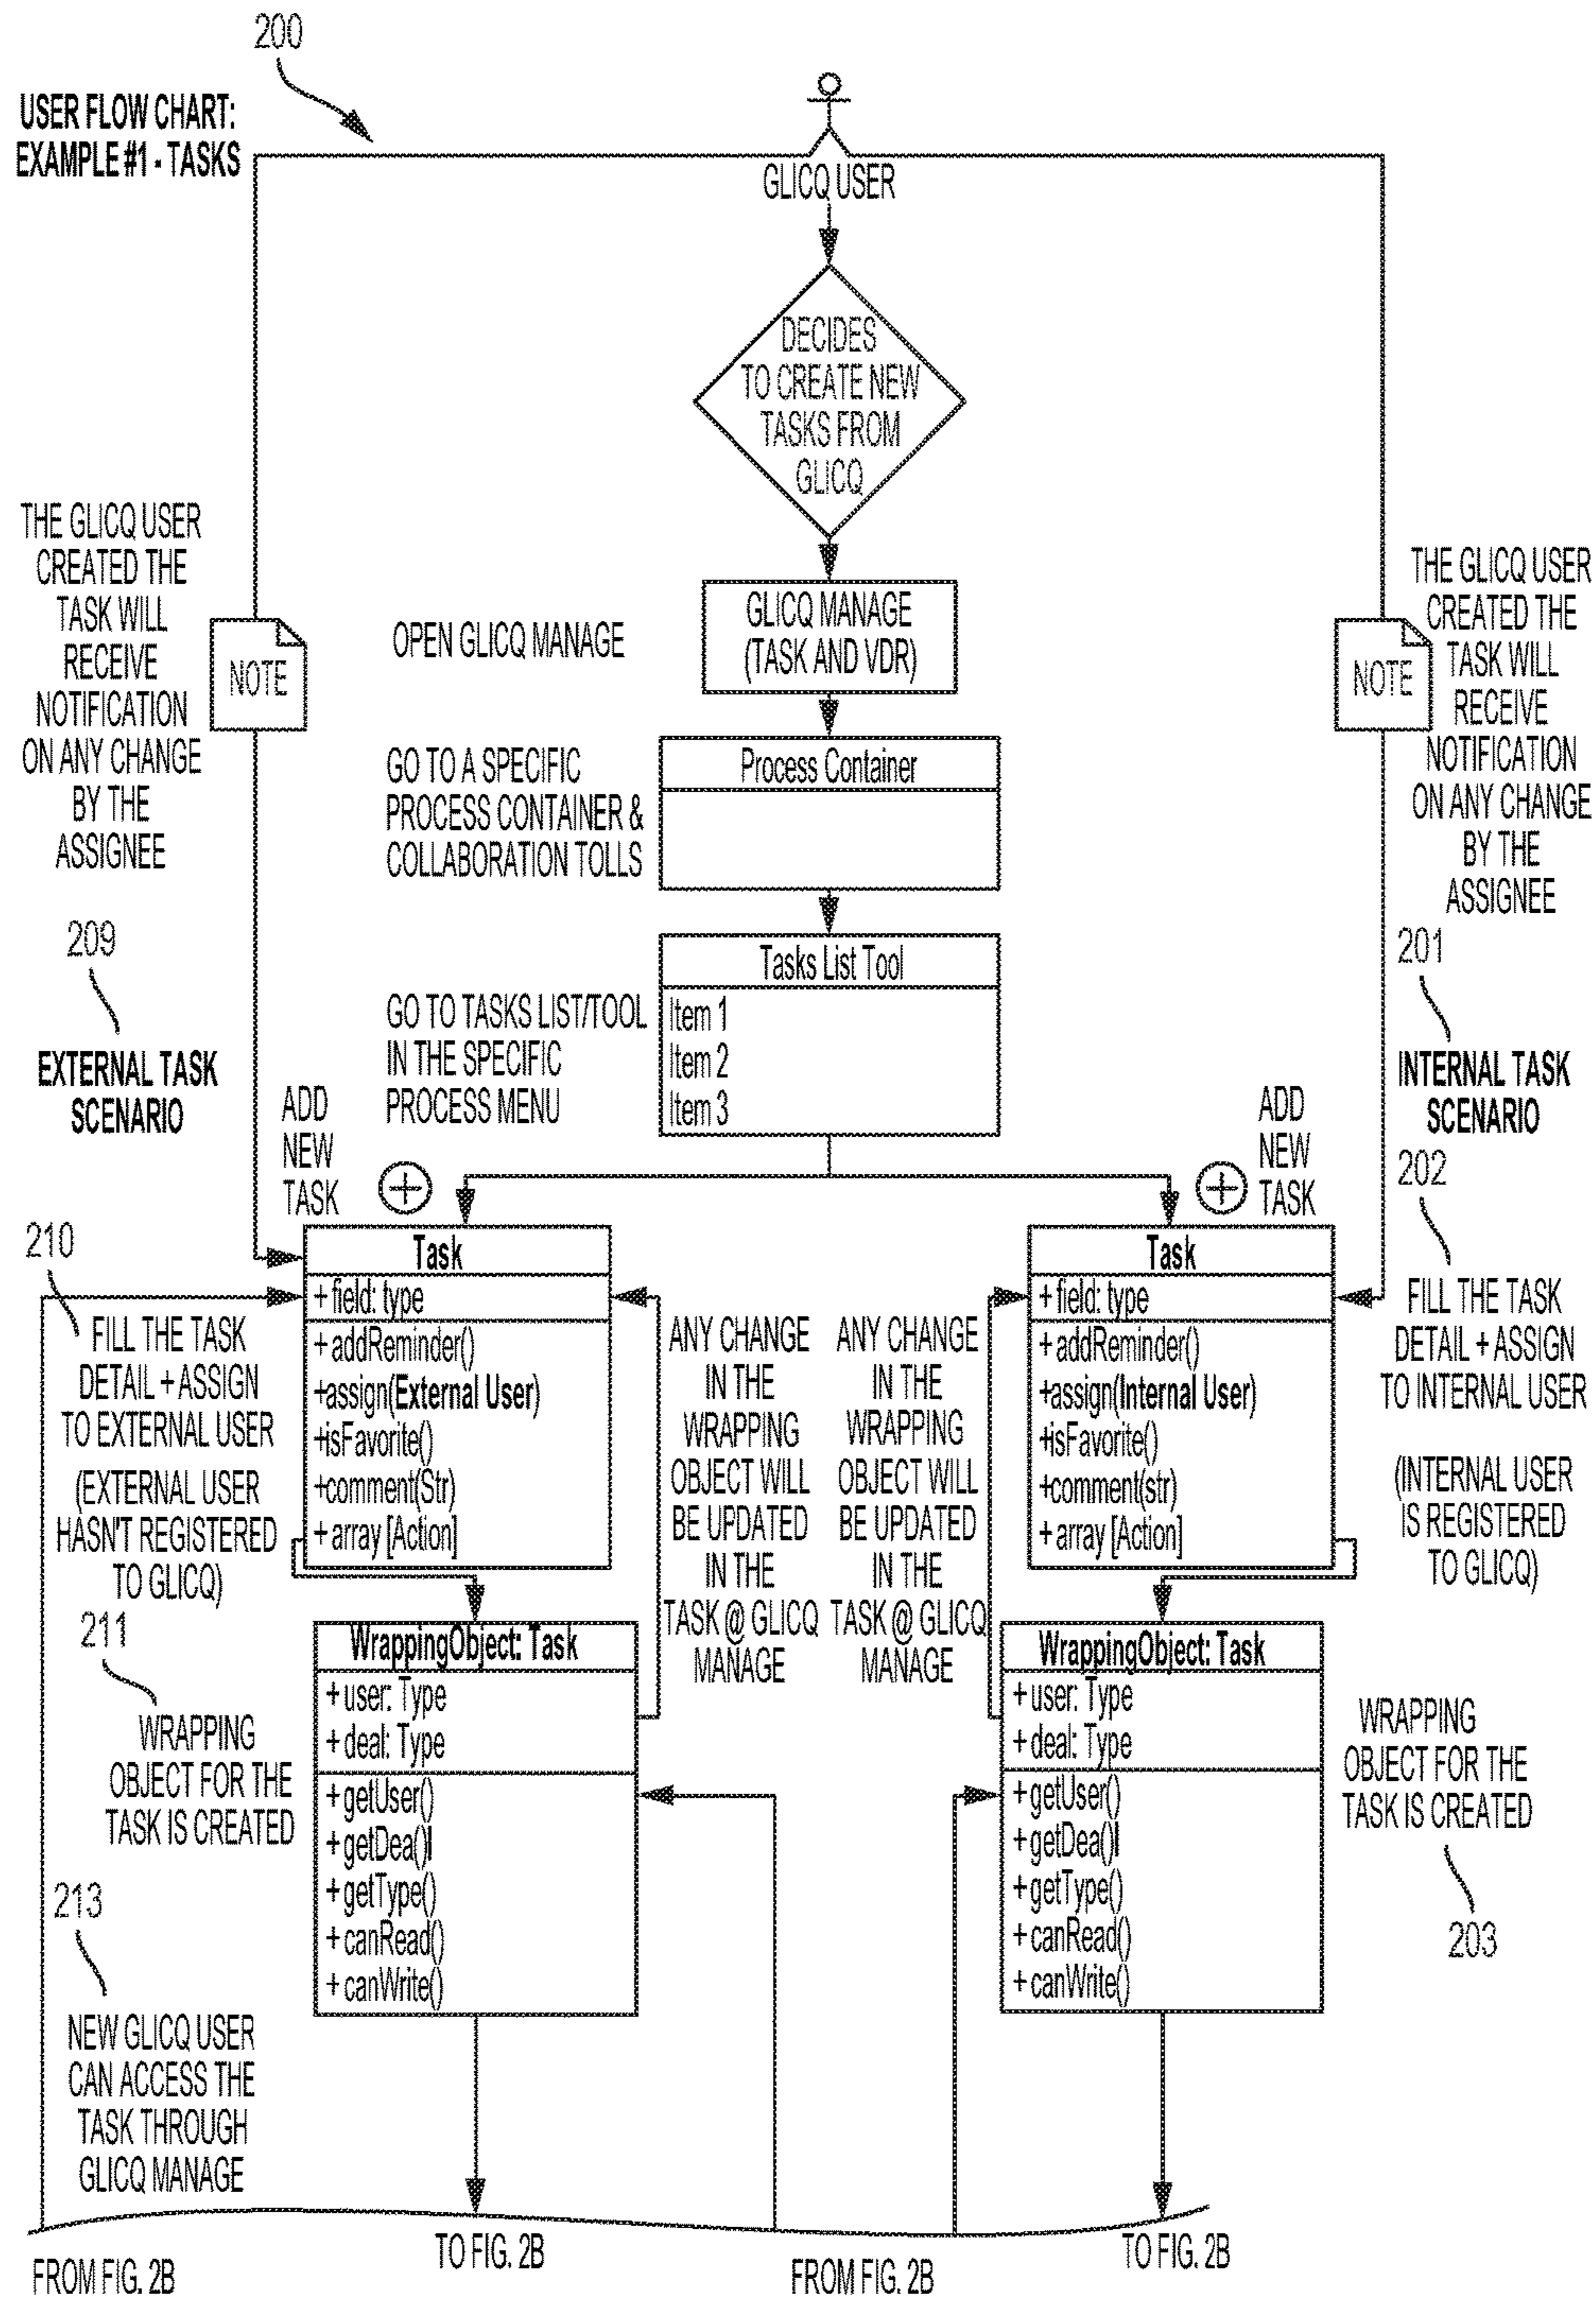 200
USER FLOW CHART:
EXAMPLE #1 - TASKS
GLICQ USER
DECIDES
TO CREATE NEW
TASKS FROM
GLICQ
THE GLICQ USER
CREATED THE
TASK WILL
RECEIVE
NOTIFICATION
ON ANY CHANGE
BY THE
ASSIGNEE
NOTE
OPEN GLICQ MANAGE
GLICQ MANAGE
(TASK AND VDR)
NOTE
THE GLICQ USER
CREATED THE
TASK WILL
RECEIVE
NOTIFICATION
ON ANY CHANGE
BY THE
ASSIGNEE
GO TO A SPECIFIC
PROCESS CONTAINER &
COLLABORATION TOLLS
Process Container
209
EXTERNAL TASK
SCENARIO
GO TO TASKS LIST/TOOL
IN THE SPECIFIC
PROCESS MENU
Tasks List Tool
Item 1
Item 2
Item 3
201
INTERNAL TASK
SCENARIO
ADD
NEW
TASK
+
+
ADD
NEW
TASK
202
210
FILL THE TASK
DETAIL + ASSIGN
TO EXTERNAL USER
(EXTERNAL USER
HASN'T REGISTERED
TO GLICQ)
Task
+ field: type
+ addReminder()
+assign(External User)
+isFavorite()
+comment(Str)
+ array [Action]
ANY CHANGE
IN THE
WRAPPING
OBJECT WILL
BE UPDATED
IN THE
TASK @ GLICQ
MANAGE
ANY CHANGE
IN THE
WRAPPING
OBJECT WILL
BE UPDATED
IN THE
TASK @ GLICQ
MANAGE
Task
+ field: type
+ addReminder()
+assign(Internal User)
+isFavorite()
+comment(str)
+ array [Action]
FILL THE TASK
DETAIL + ASSIGN
TO INTERNAL USER
(INTERNAL USER
IS REGISTERED
TO GLICQ)
211
WRAPPING
OBJECT FOR THE
TASK IS CREATED
WrappingObject: Task
+ user: Type
+ deal: Type
+ getUser()
+ getDea()l
+ getType()
+ canRead()
+ canWrite()
WrappingObject: Task
+ user: Type
+ deal: Type
+ getUser()
+ getDea()l
+ getType()
+ canRead()
+ canWrite()
WRAPPING
OBJECT FOR THE
TASK IS CREATED
203
213
NEW GLICQ USER
CAN ACCESS THE
TASK THROUGH
GLICQ MANAGE
FROM FIG. 2B
TO FIG. 2B
FROM FIG. 2B
TO FIG. 2B